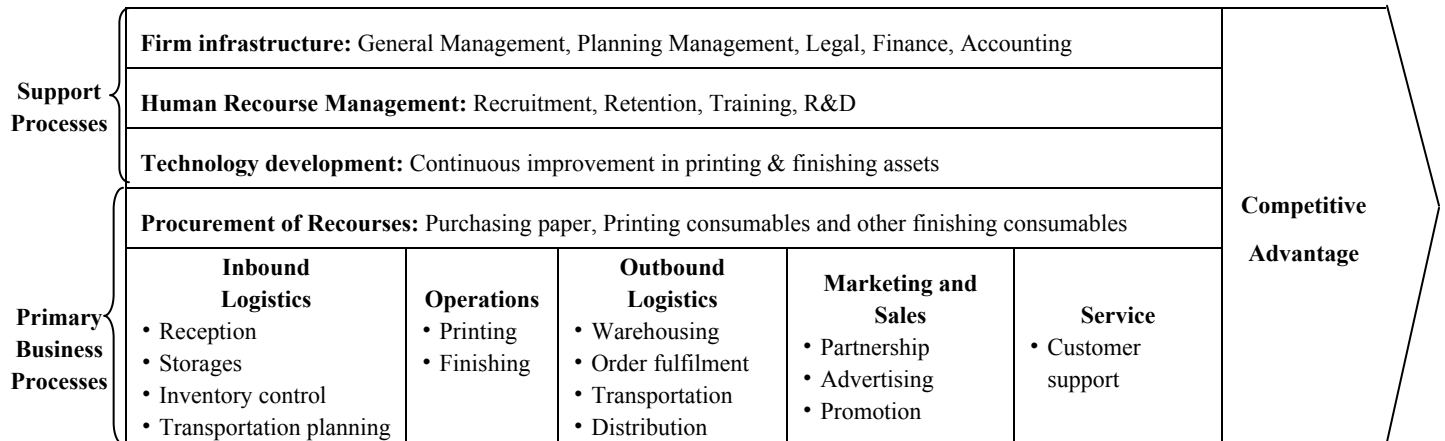 Firm infrastructure: General Management, Planning Management, Legal, Finance, Accounting
Support
Processes
Human Recourse Management: Recruitment, Retention, Training, R&D
Technology development: Continuous improvement in printing & finishing assets
Procurement of Recourses: Purchasing paper, Printing consumables and other finishing consumables
Primary
Business
Processes
Inbound
Logistics
・Reception
・Storages
・Inventory control
・Transportation planning
Operations
・Printing
・Finishing
Outbound
Logistics
・Warehousing
・Order fulfilment
・Transportation
・Distribution
Marketing and
Sales
・Partnership
・Advertising
・Promotion
Service
・Customer
support
Competitive
Advantage